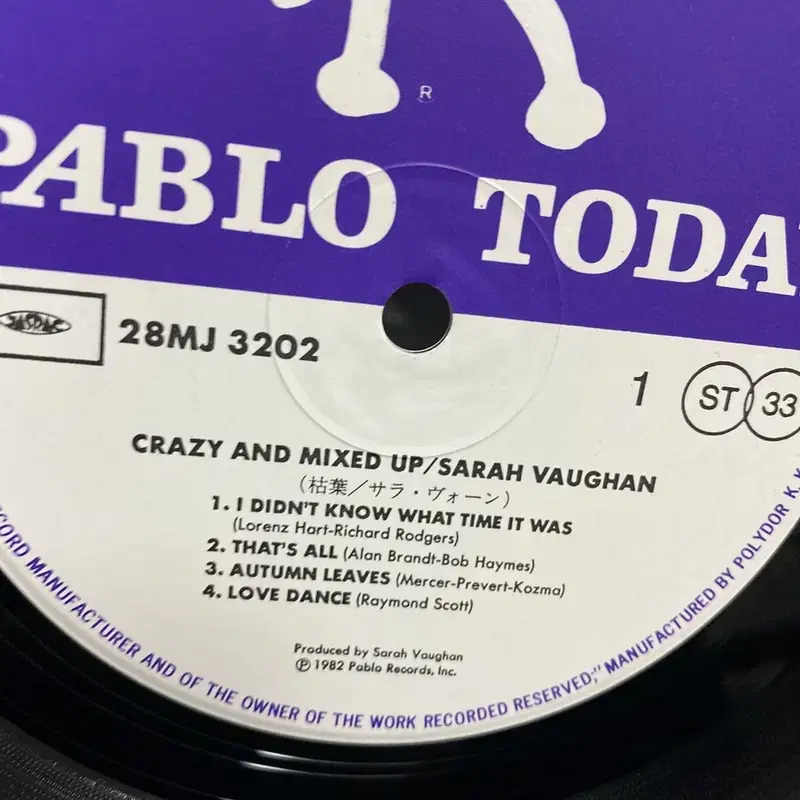 R
PABLO TODAY
JASRAC
28MJ 3202
1 ST 33
CRAZY AND MIXED UP/SARAH VAUGHAN
(枯葉/サラ・ヴォーン)
1. I DIDN'T KNOW WHAT TIME IT WAS
(Lorenz Hart-Richard Rodgers)
2. THAT'S ALL (Alan Brandt-Bob Haymes)
3. AUTUMN LEAVES (Mercer-Prevert-Kozma)
4. LOVE DANCE (Raymond Scott)
Produced by Sarah Vaughan
Ⓟ 1982 Pablo Records, Inc.
CORD MANUFACTURER AND OF THE OWNER OF THE WORK RECORDED RESERVED;" MANUFACTURED BY POLYDOR K.K.